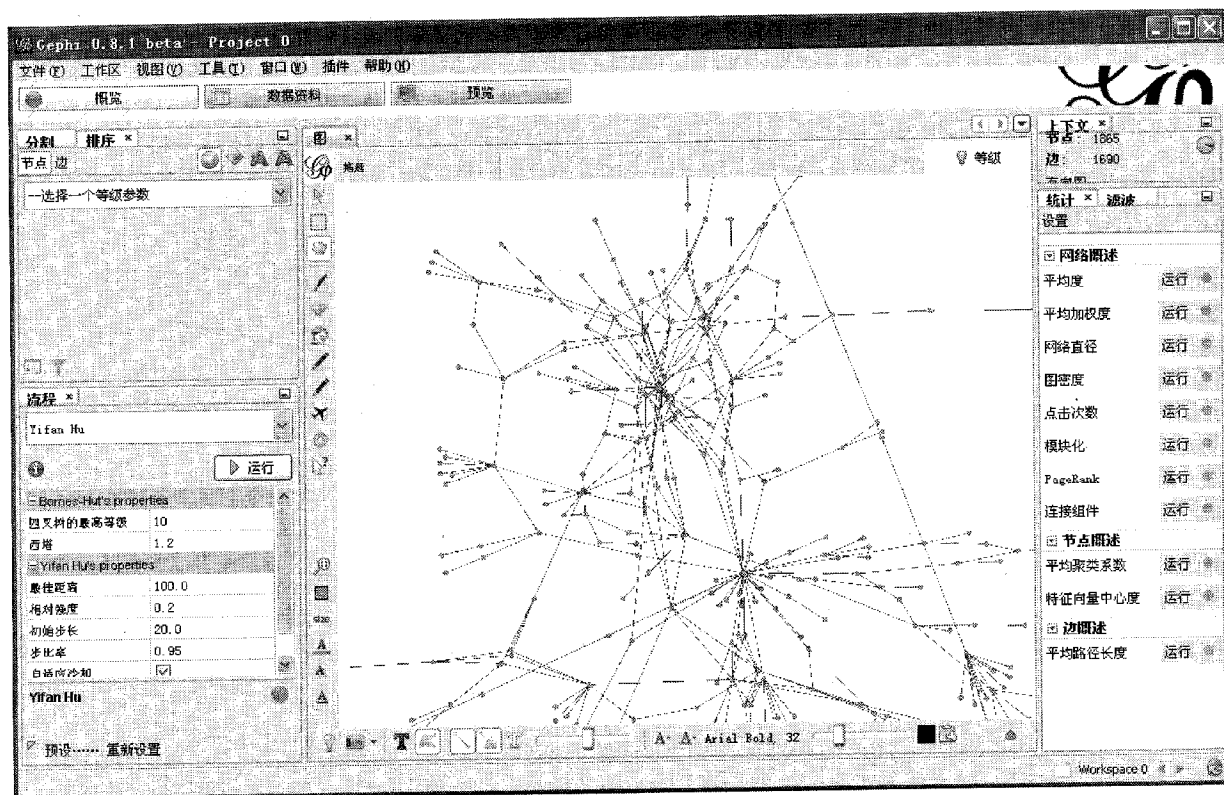 Gephi 0.8.1 beta - Project 0
文件(F) 工作区 视图(V) 工具(T) 窗口(W) 插件 帮助(H)
概览 数据资料 预览
分割 排序 ×
节点 边
--选择一个等级参数
流程 ×
Yifan Hu
运行
Barnes-Hut's properties
四叉树的最高等级 10
西塔 1.2
Yifan Hu's properties
最佳距离 100.0
相对强度 0.2
初始步长 20.0
步比率 0.95
自适应冷却
Yifan Hu
预设…… 重新设置
图 ×
拖拽
等级
size
A- A- Arial Bold, 32
上下文 ×
节点: 1865
边: 1690
有向图
统计 × 滤波
设置
网络概述
平均度 运行
平均加权度 运行
网络直径 运行
图密度 运行
点击次数 运行
模块化 运行
PageRank 运行
连接组件 运行
节点概述
平均聚类系数 运行
特征向量中心度 运行
边概述
平均路径长度 运行
Workspace 0